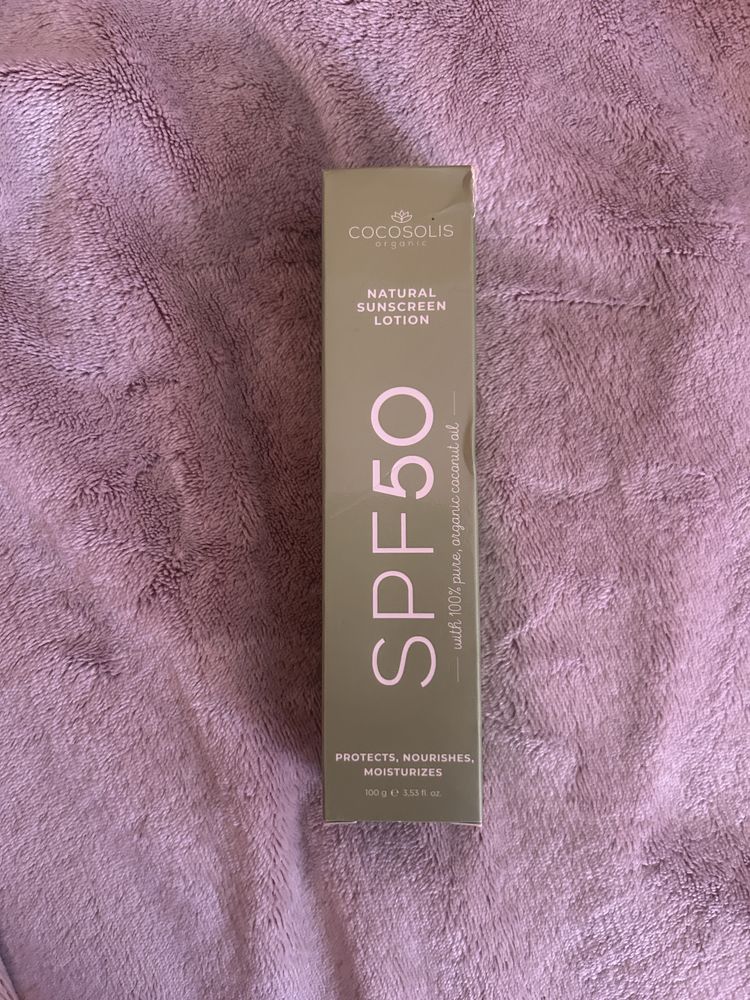 COCOSOLIS
organic
NATURAL
SUNSCREEN
LOTION
SPF50
with 100% pure, organic coconut oil
PROTECTS, NOURISHES,
MOISTURIZES
100 g ℮ 3,53 fl. oz.